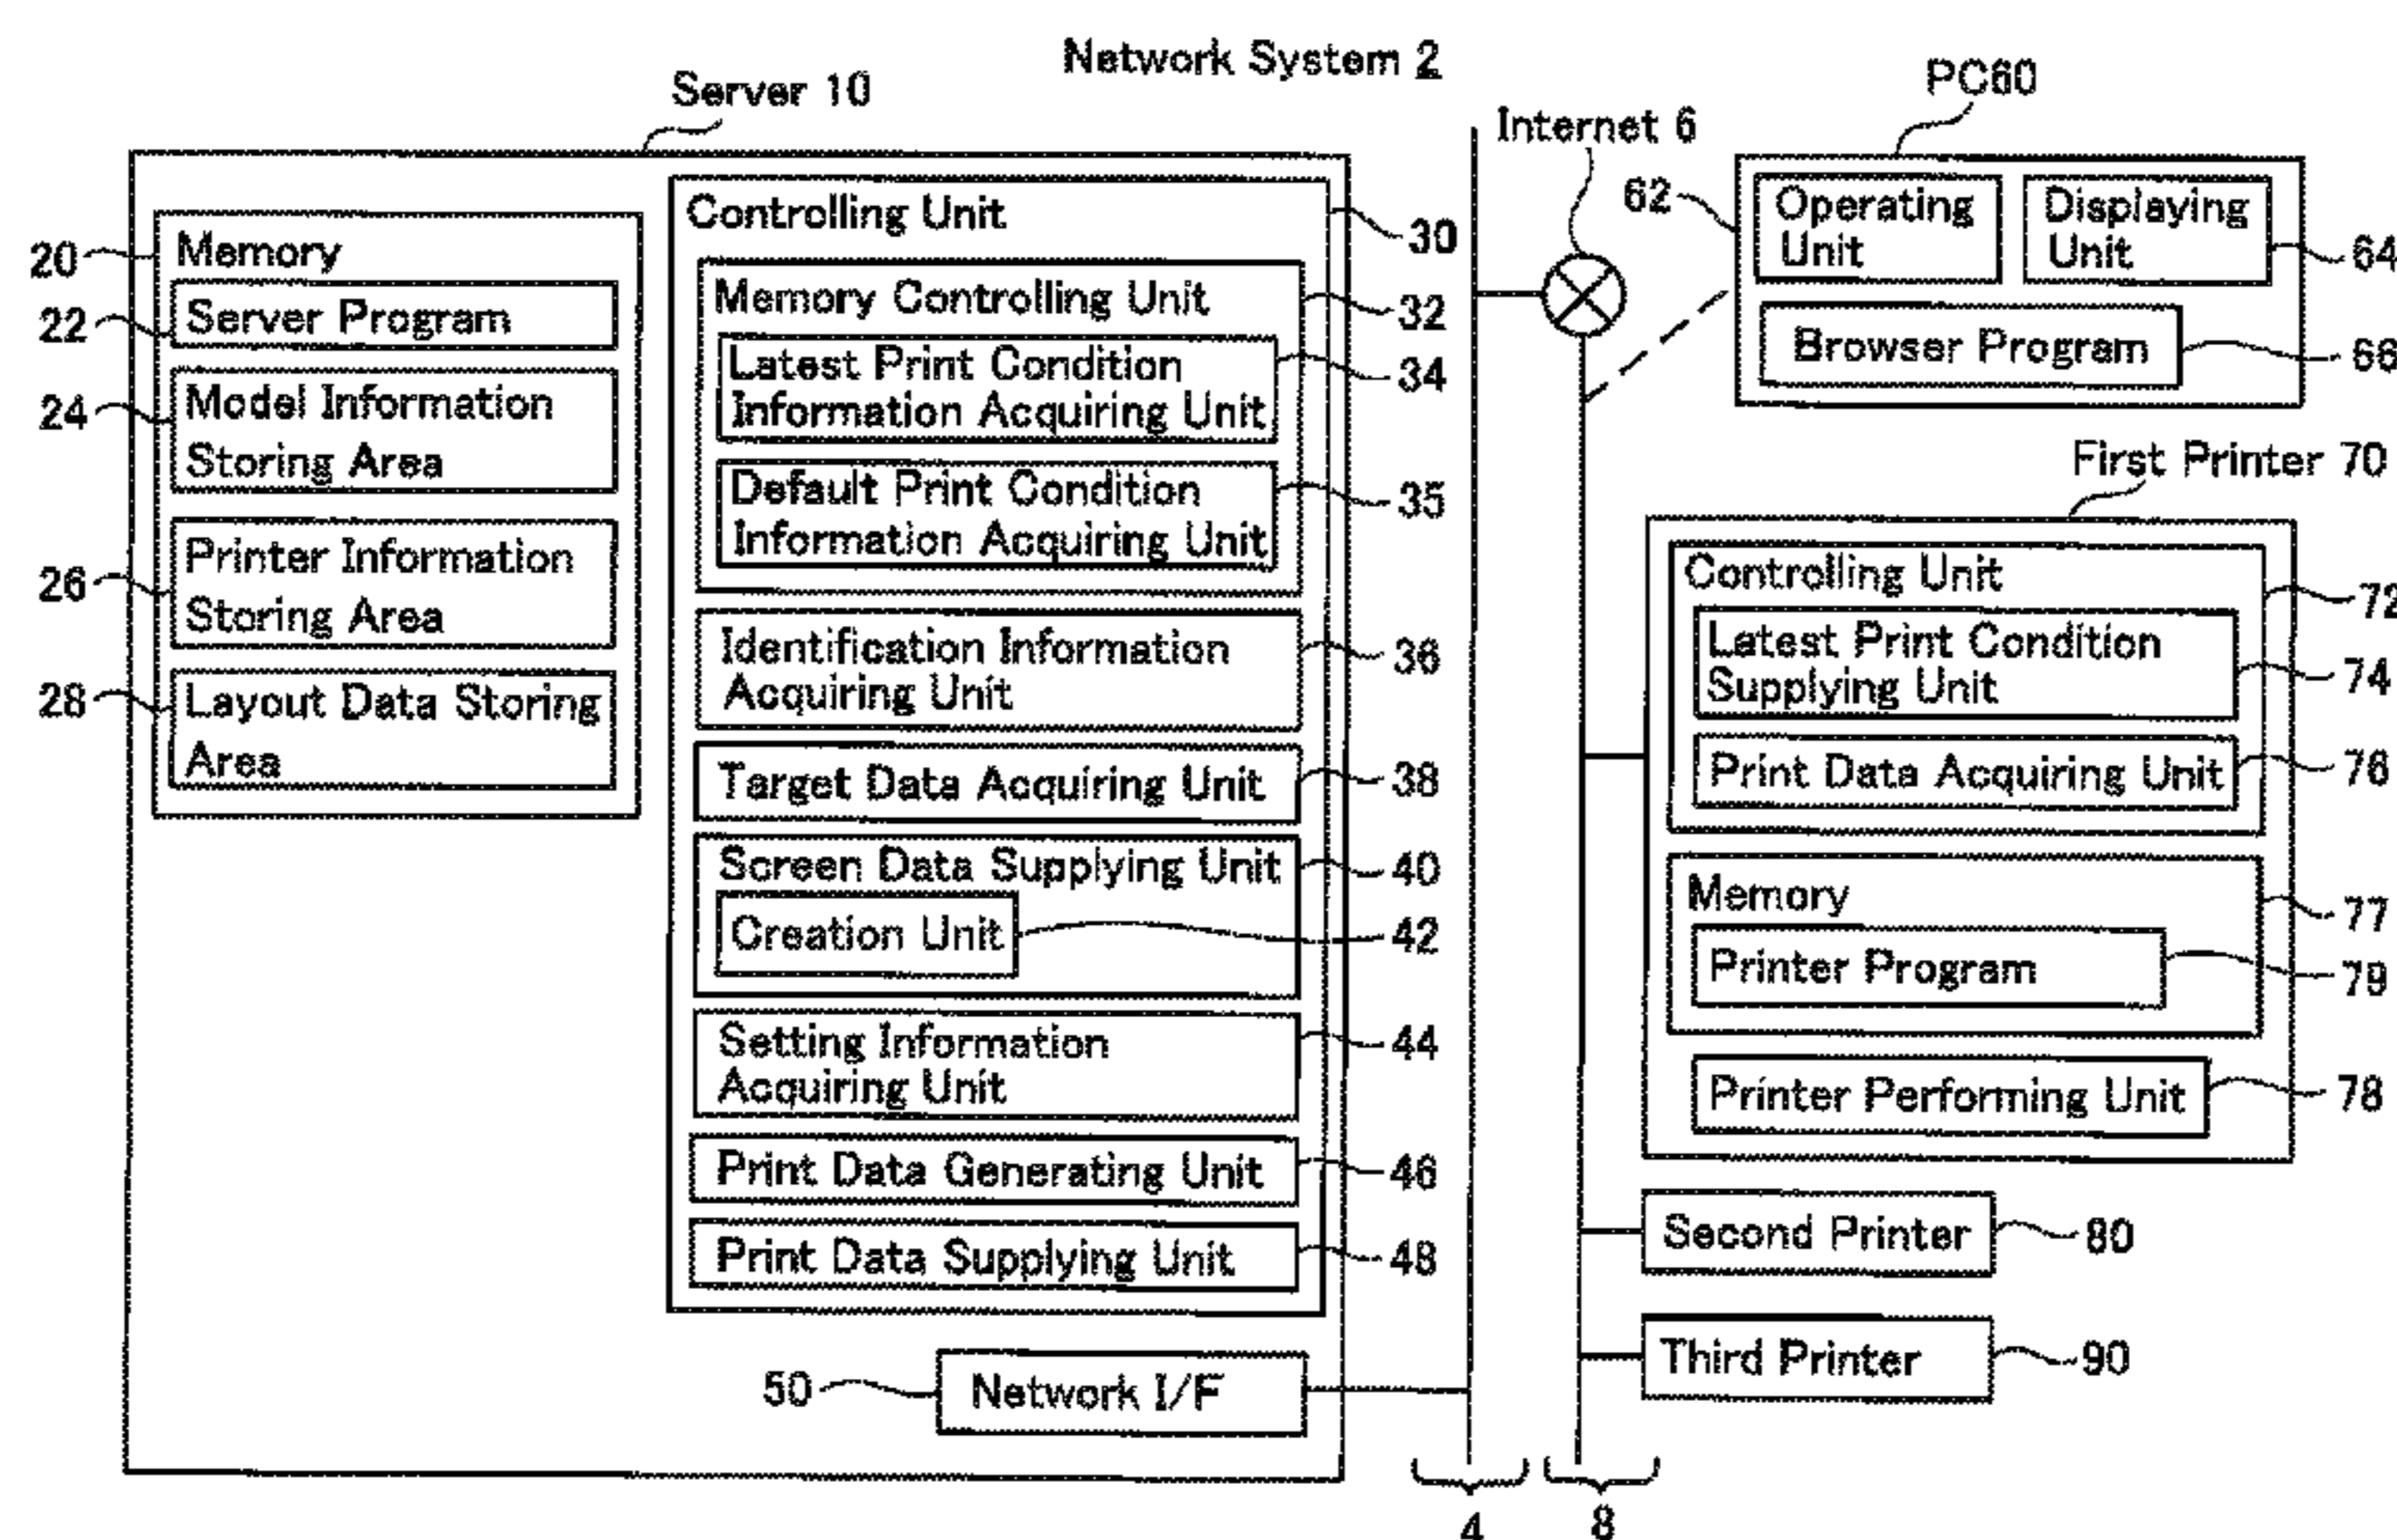 Network System 2
Server 10
Internet 6
PC60
20
Memory
22
Server Program
24
Model Information
Storing Area
26
Printer Information
Storing Area
28
Layout Data Storing
Area
Controlling Unit
30
Memory Controlling Unit
32
Latest Print Condition
Information Acquiring Unit
34
Default Print Condition
Information Acquiring Unit
35
Identification Information
Acquiring Unit
36
Target Data Acquiring Unit
38
Screen Data Supplying Unit
40
Creation Unit
42
Setting Information
Acquiring Unit
44
Print Data Generating Unit
46
Print Data Supplying Unit
48
50
Network I/F
4
8
62
Operating
Unit
Displaying
Unit
64
Browser Program
66
First Printer 70
Controlling Unit
72
Latest Print Condition
Supplying Unit
74
Print Data Acquiring Unit
76
Memory
77
Printer Program
79
Printer Performing Unit
78
Second Printer
80
Third Printer
90